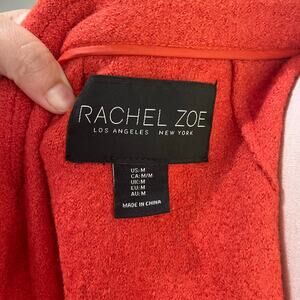 RACHEL ZOE
LOS ANGELES NEW YORK
US:M
CA:M/M
UK:M
EU:M
AU:M
MADE IN CHINA